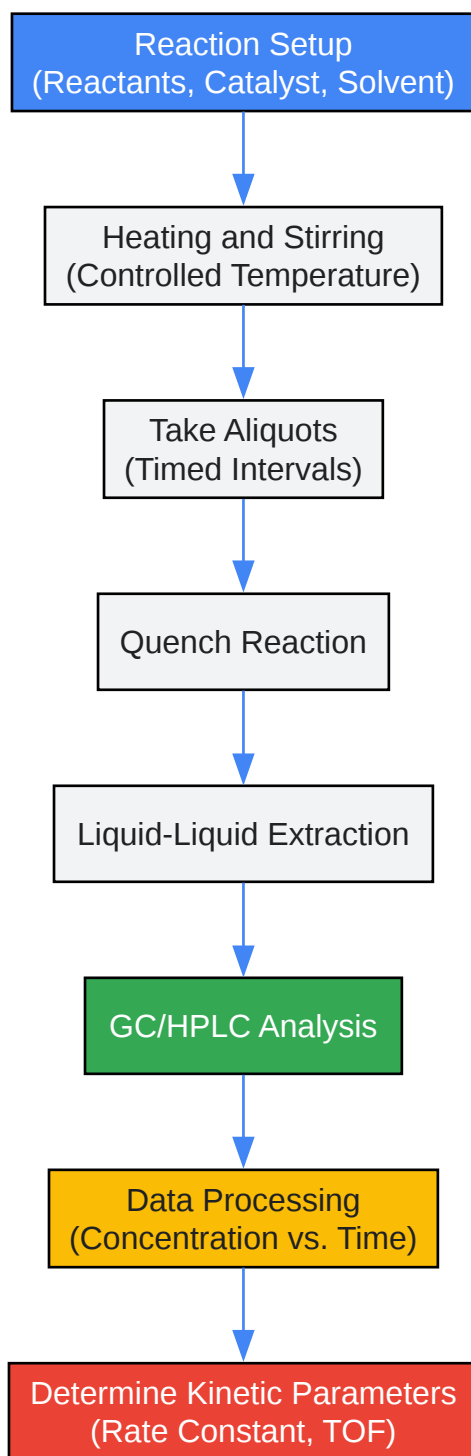 Reaction Setup
(Reactants, Catalyst, Solvent)
Heating and Stirring
(Controlled Temperature)
Take Aliquots
(Timed Intervals)
Quench Reaction
Liquid-Liquid Extraction
GC/HPLC Analysis
Data Processing
(Concentration vs. Time)
Determine Kinetic Parameters
(Rate Constant, TOF)